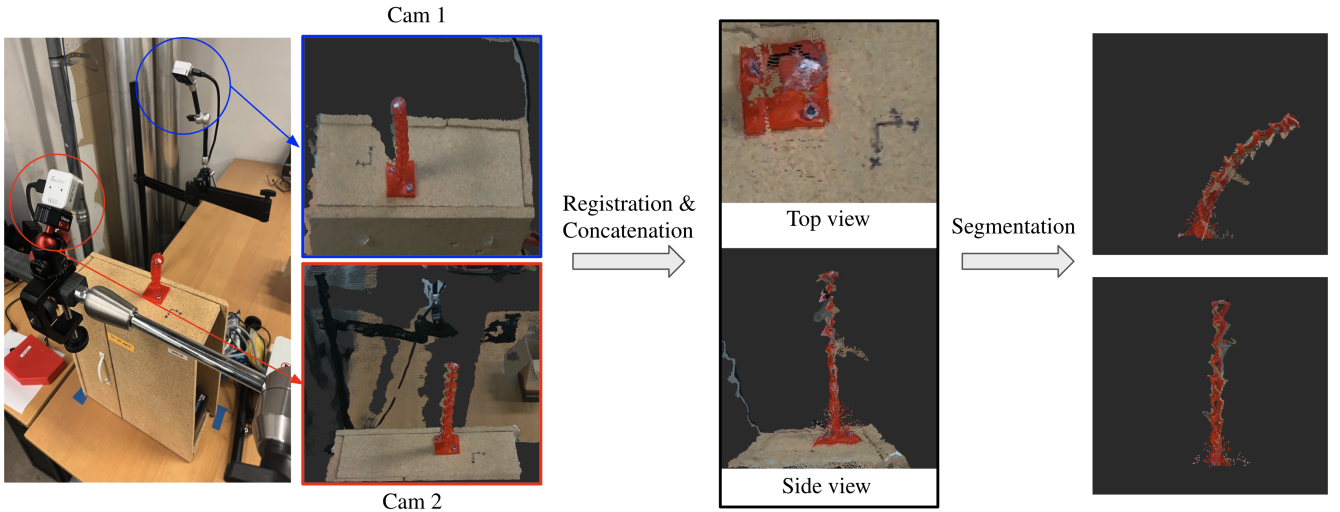 Cam 1
Cam 2
Registration &
Concatenation
Top view
Side view
Segmentation